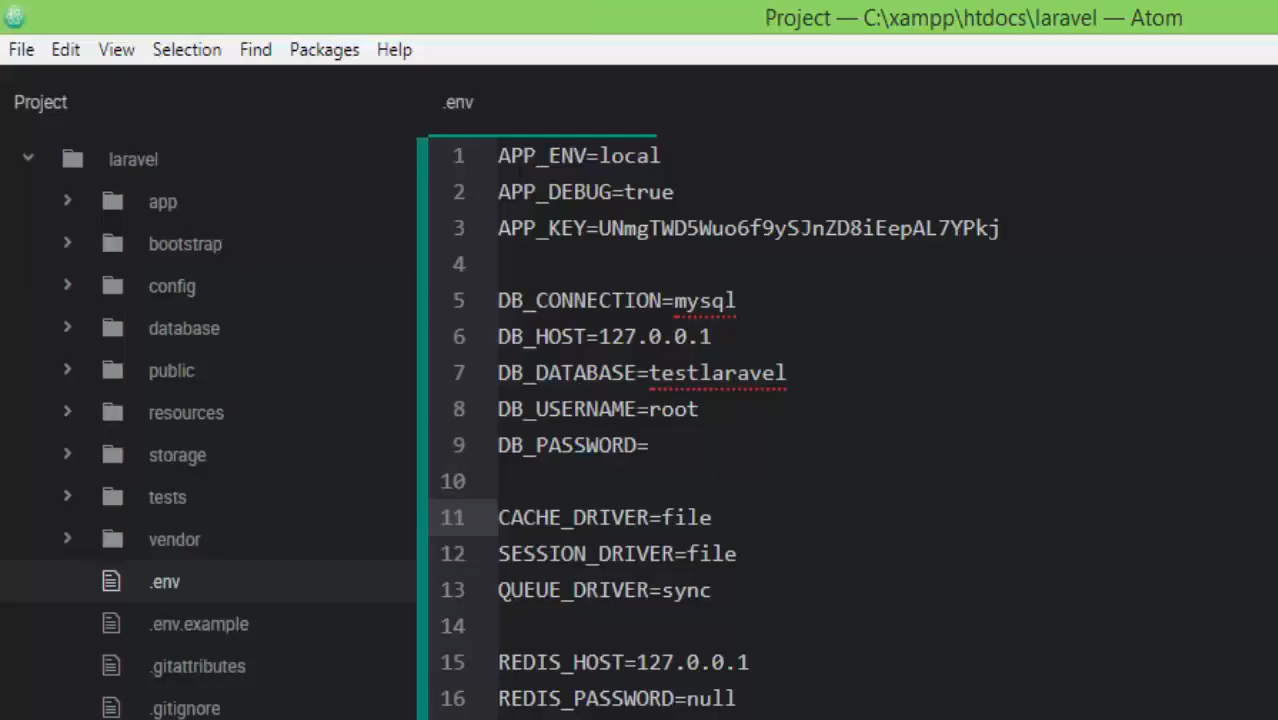 Project — C:\xampp\htdocs\laravel — Atom
File Edit View Selection Find Packages Help
Project
laravel
app
bootstrap
config
database
public
resources
storage
tests
vendor
.env
.env.example
.gitattributes
.gitignore
.env
1 APP_ENV=local
2 APP_DEBUG=true
3 APP_KEY=UNmgTWD5Wuo6f9ySJnZD8iEepAL7YPkj
4
5 DB_CONNECTION=mysql
6 DB_HOST=127.0.0.1
7 DB_DATABASE=testlaravel
8 DB_USERNAME=root
9 DB_PASSWORD=
10
11 CACHE_DRIVER=file
12 SESSION_DRIVER=file
13 QUEUE_DRIVER=sync
14
15 REDIS_HOST=127.0.0.1
16 REDIS_PASSWORD=null